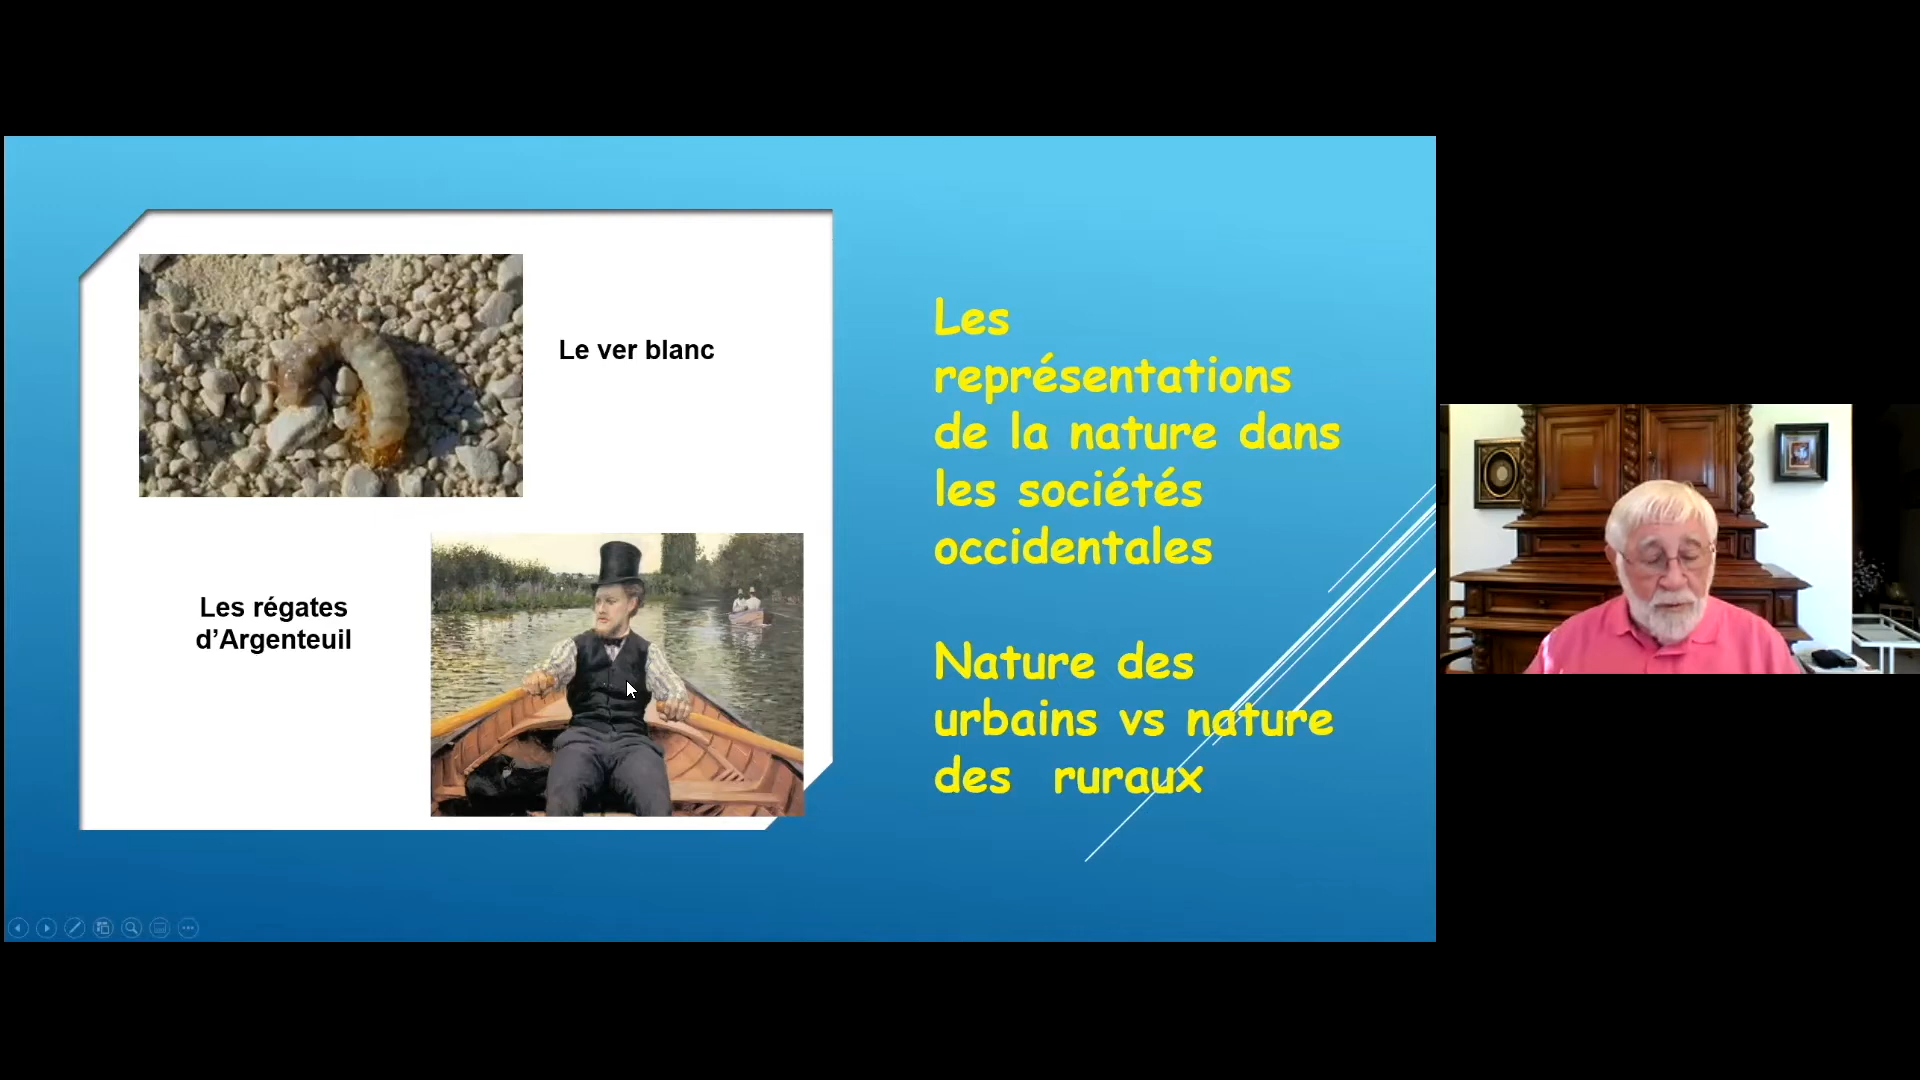 Le ver blanc
Les régates
d’Argenteuil
Les
représentations
de la nature dans
les sociétés
occidentales
Nature des
urbains vs nature
des ruraux